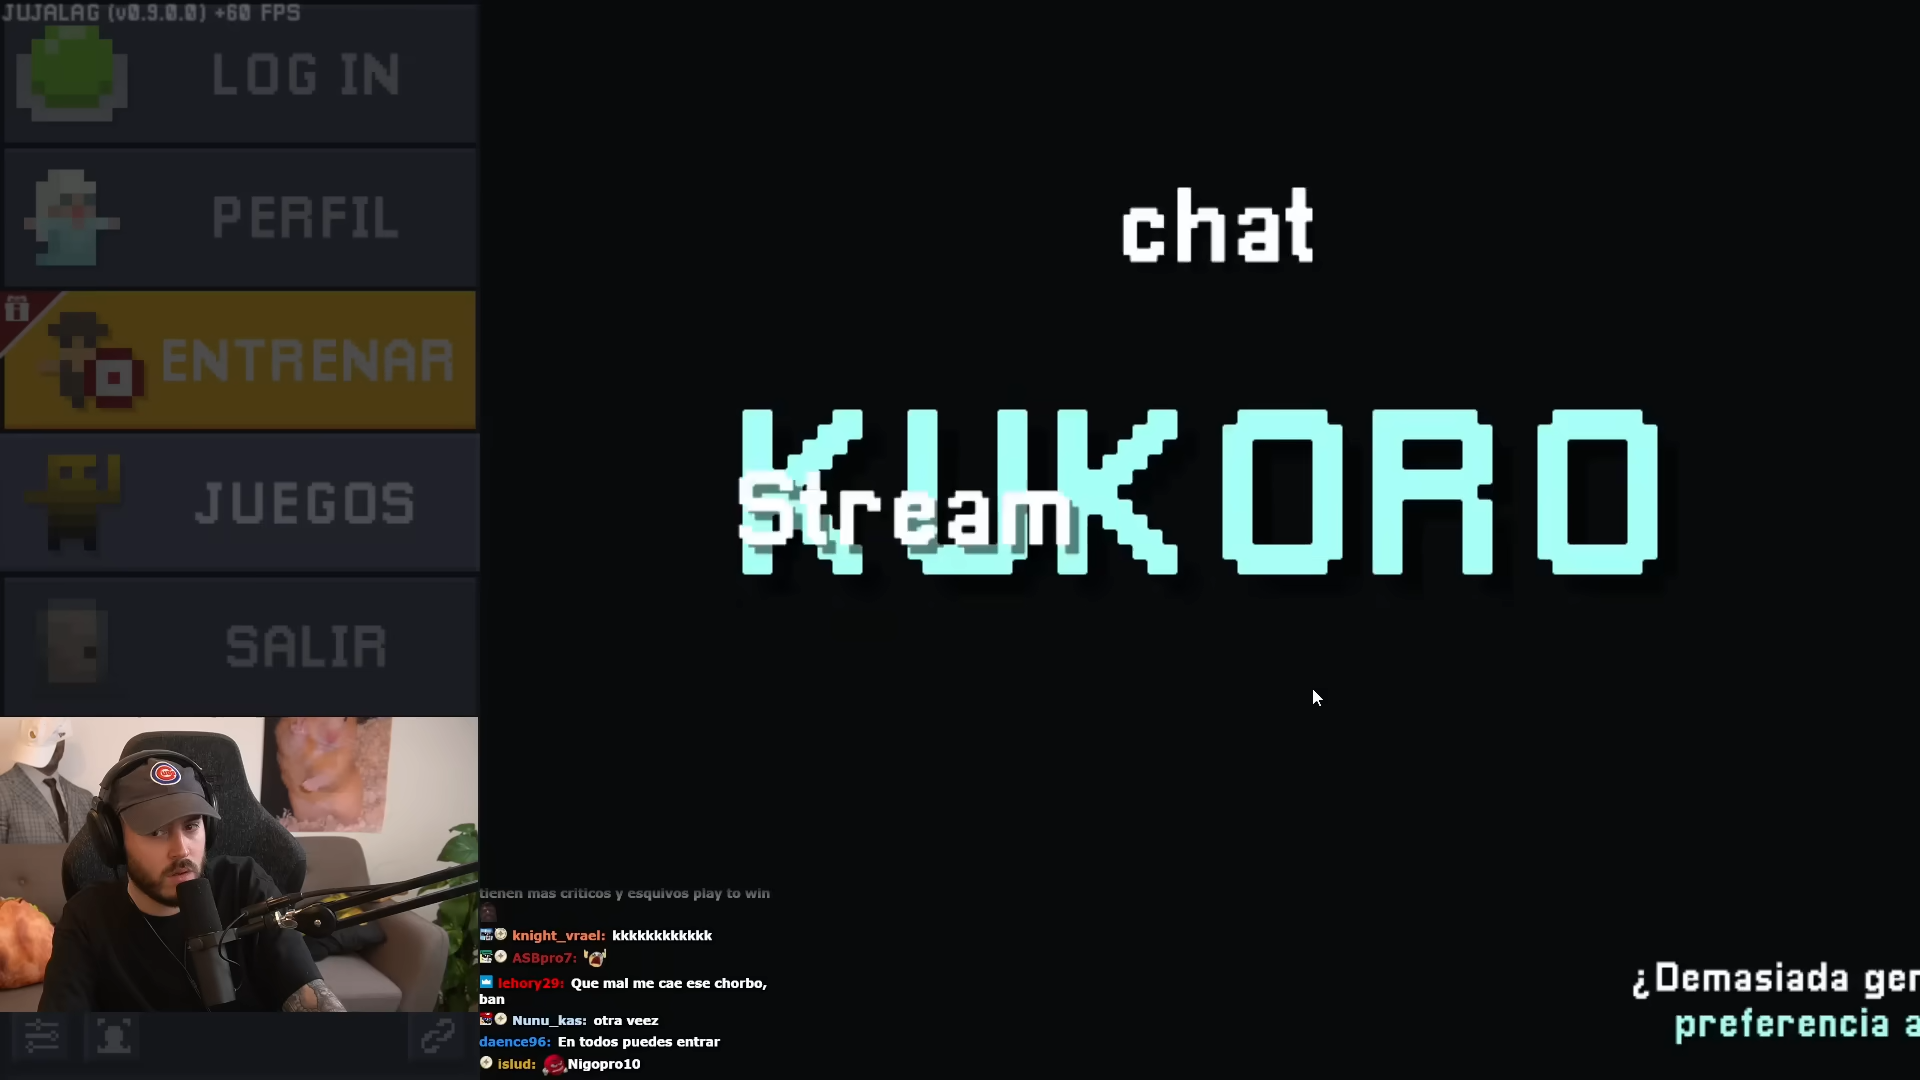 JUJALAG (v0.9.0.0) +60 FPS
LOG IN
PERFIL
ENTRENAR
JUEGOS
SALIR
chat
KUKORO
Stream
tienen mas criticos y esquivos play to win
knight_vrael: kkkkkkkkkkkk
ASBpro7:
lehory29: Que mal me cae ese chorbo,
ban
Nunu_kas: otra veez
daence96: En todos puedes entrar
islud: Nigopro10
¿Demasiada ger
preferencia a